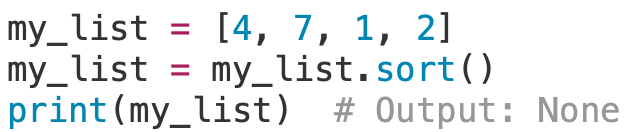 my_list = [4, 7, 1, 2]
my_list = my_list.sort()
print(my_list)  # Output: None